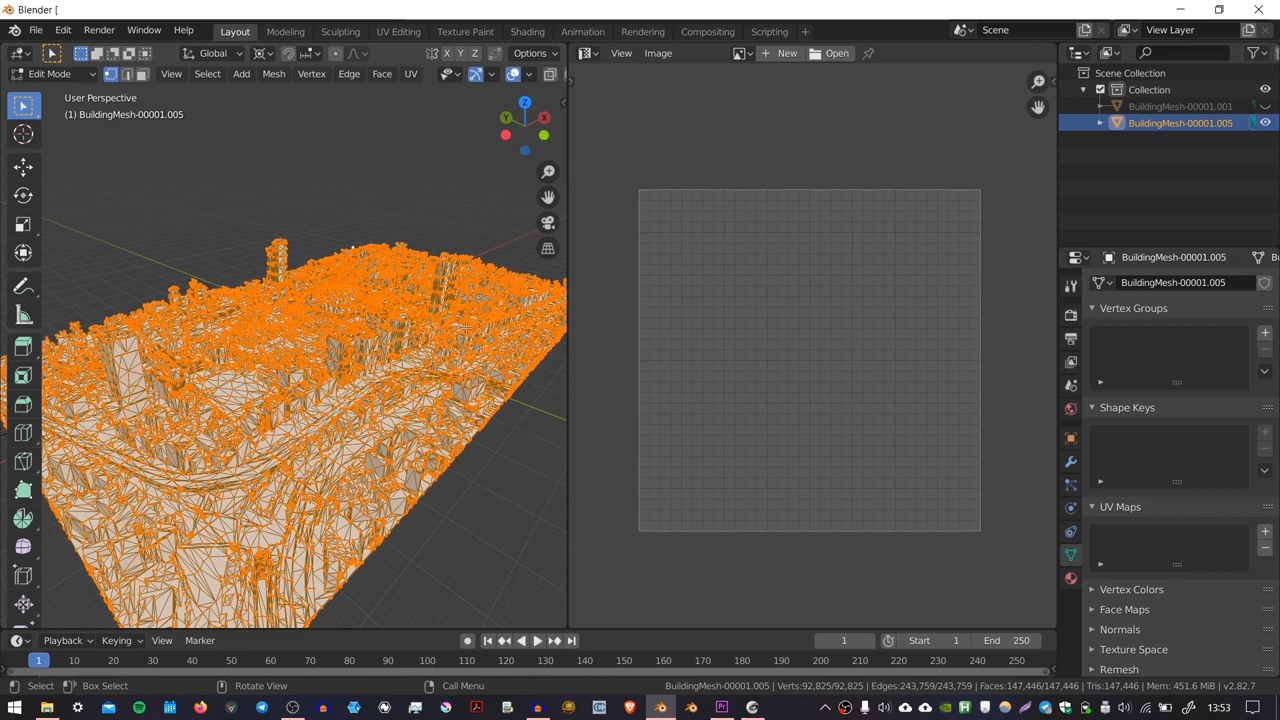 Blender [
File Edit Render Window Help Layout Modeling Sculpting UV Editing Texture Paint Shading Animation Rendering Compositing Scripting Scene View Layer
Global X Y Z Options View Image New Open
Edit Mode View Select Add Mesh Vertex Edge Face UV
User Perspective
(1) BuildingMesh-00001.005
Z
Y X
Scene Collection
Collection
BuildingMesh-00001.001
BuildingMesh-00001.005
BuildingMesh-00001.005
BuildingMesh-00001.005
Vertex Groups
Shape Keys
UV Maps
Vertex Colors
Face Maps
Normals
Texture Space
Remesh
Playback Keying View Marker 1 Start 1 End 250
1 10 20 30 40 50 60 70 80 90 100 110 120 130 140 150 160 170 180 190 200 210 220 230 240 250
Select Box Select Rotate View Call Menu BuildingMesh-00001.005 | Verts:92,825/92,825 | Edges:243,759/243,759 | Faces:147,446/147,446 | Tris:147,446 | Mem: 451.6 MiB | v2.82.7
Pr ENG 13:53